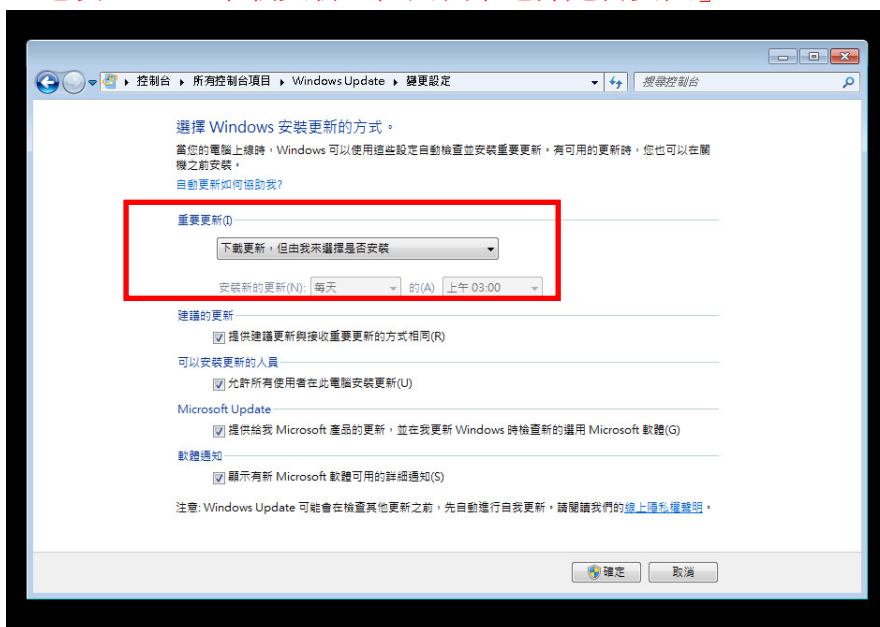 控制台 ▸ 所有控制台項目 ▸ Windows Update ▸ 變更設定
搜尋控制台
選擇 Windows 安裝更新的方式。
當您的電腦上線時，Windows 可以使用這些設定自動檢查並安裝重要更新。有可用的更新時，您也可以在關
機之前安裝。
自動更新如何協助我?
重要更新(I)
下載更新，但由我來選擇是否安裝
安裝新的更新(N): 每天 的(A) 上午 03:00
建議的更新
提供建議更新與接收重要更新的方式相同(R)
可以安裝更新的人員
允許所有使用者在此電腦安裝更新(U)
Microsoft Update
提供給我 Microsoft 產品的更新，並在我更新 Windows 時檢查新的選用 Microsoft 軟體(G)
軟體通知
顯示有新 Microsoft 軟體可用的詳細通知(S)
注意: Windows Update 可能會在檢查其他更新之前，先自動進行自我更新。請閱讀我們的線上隱私權聲明。
確定 取消